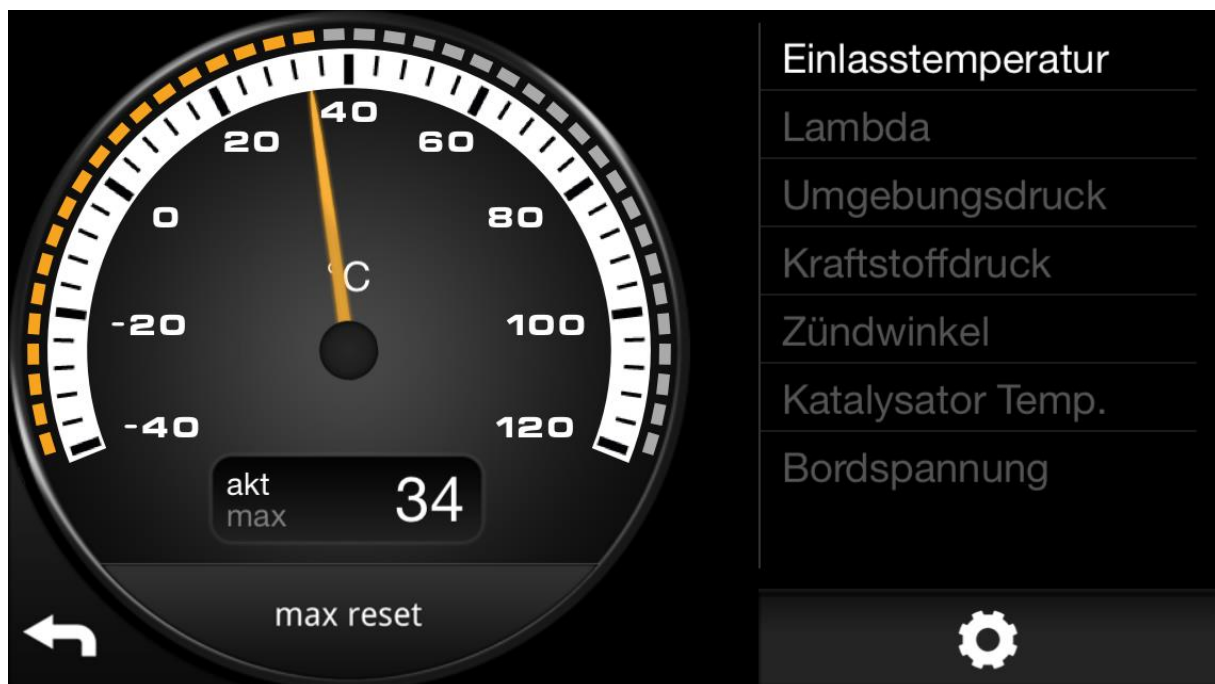 -40
-20
0
20
40
60
80
100
120
°C
akt
max
34
max reset
Einlasstemperatur
Lambda
Umgebungsdruck
Kraftstoffdruck
Zündwinkel
Katalysator Temp.
Bordspannung